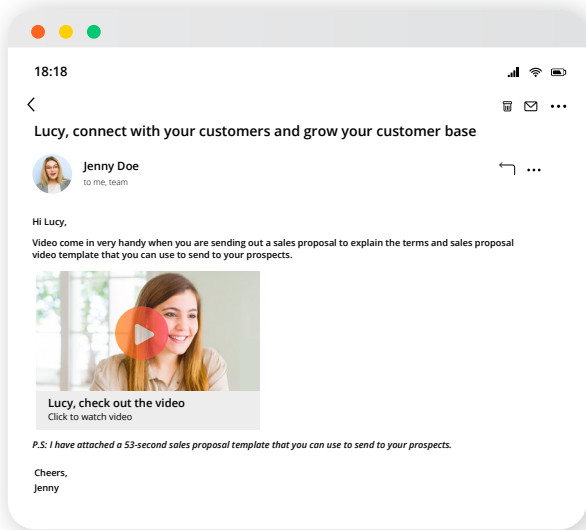 18:18
Lucy, connect with your customers and grow your customer base
Jenny Doe
to me, team
Hi Lucy,
Video come in very handy when you are sending out a sales proposal to explain the terms and sales proposal
video template that you can use to send to your prospects.
Lucy, check out the video
Click to watch video
P.S: I have attached a 53-second sales proposal template that you can use to send to your prospects.
Cheers,
Jenny